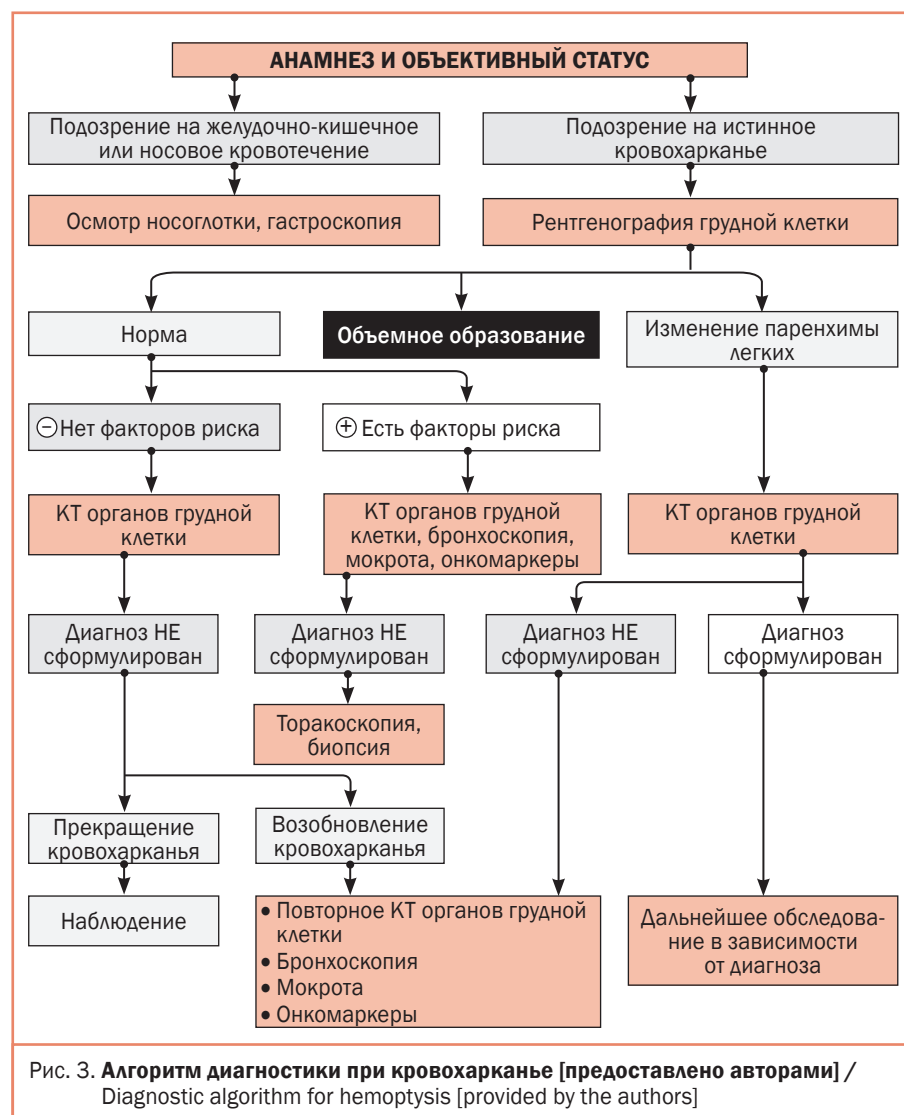 АНАМНЕЗ И ОБЪЕКТИВНЫЙ СТАТУС
Подозрение на желудочно-кишечное
или носовое кровотечение
Подозрение на истинное
кровохарканье
Осмотр носоглотки, гастроскопия
Рентгенография грудной клетки
Норма
Объемное образование
Изменение паренхимы
легких
⊖ Нет факторов риска
⊕ Есть факторы риска
КТ органов грудной
клетки
КТ органов грудной
клетки, бронхоскопия,
мокрота, онкомаркеры
КТ органов грудной
клетки
Диагноз НЕ
сформулирован
Диагноз НЕ
сформулирован
Диагноз НЕ
сформулирован
Диагноз
сформулирован
Торакоскопия,
биопсия
Прекращение
кровохарканья
Возобновление
кровохарканья
Наблюдение
• Повторное КТ органов грудной
клетки
• Бронхоскопия
• Мокрота
• Онкомаркеры
Дальнейшее обследова-
ние в зависимости
от диагноза
Рис. 3. Алгоритм диагностики при кровохарканье [предоставлено авторами] /
Diagnostic algorithm for hemoptysis [provided by the authors]